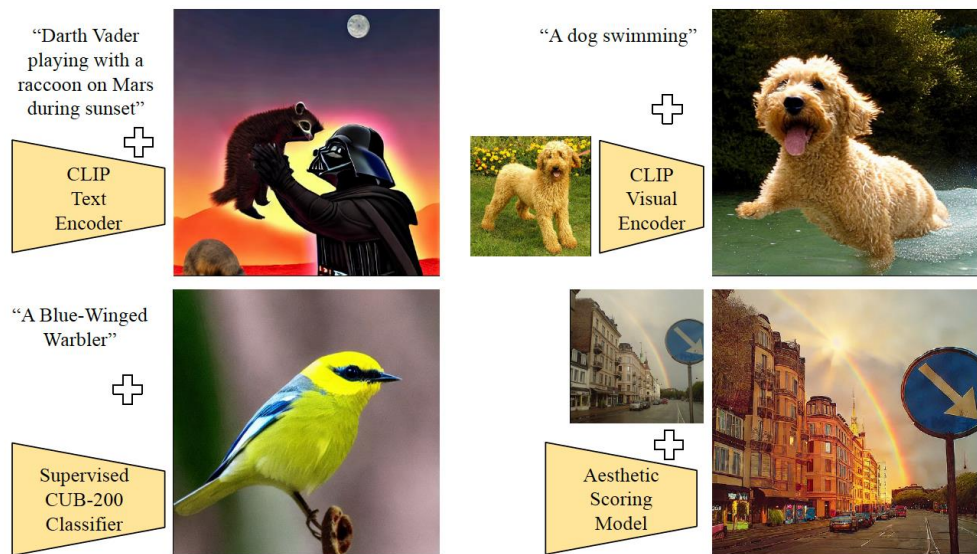 “Darth Vader
playing with a
raccoon on Mars
during sunset”
CLIP
Text
Encoder
“A dog swimming”
CLIP
Visual
Encoder
“A Blue-Winged
Warbler”
Supervised
CUB-200
Classifier
Aesthetic
Scoring
Model